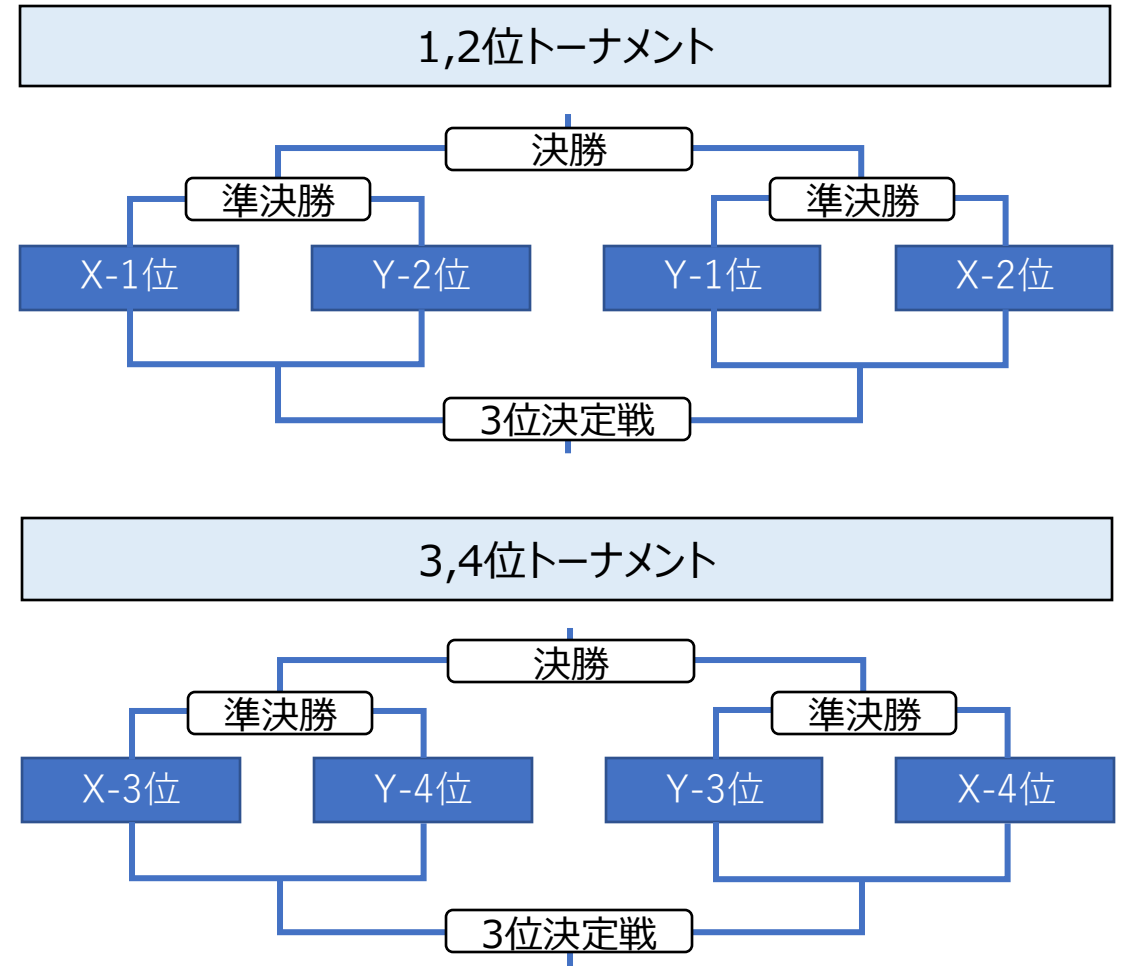 1,2位トーナメント
決勝
準決勝
準決勝
X-1位
Y-2位
Y-1位
X-2位
3位決定戦
3,4位トーナメント
決勝
準決勝
準決勝
X-3位
Y-4位
Y-3位
X-4位
3位決定戦